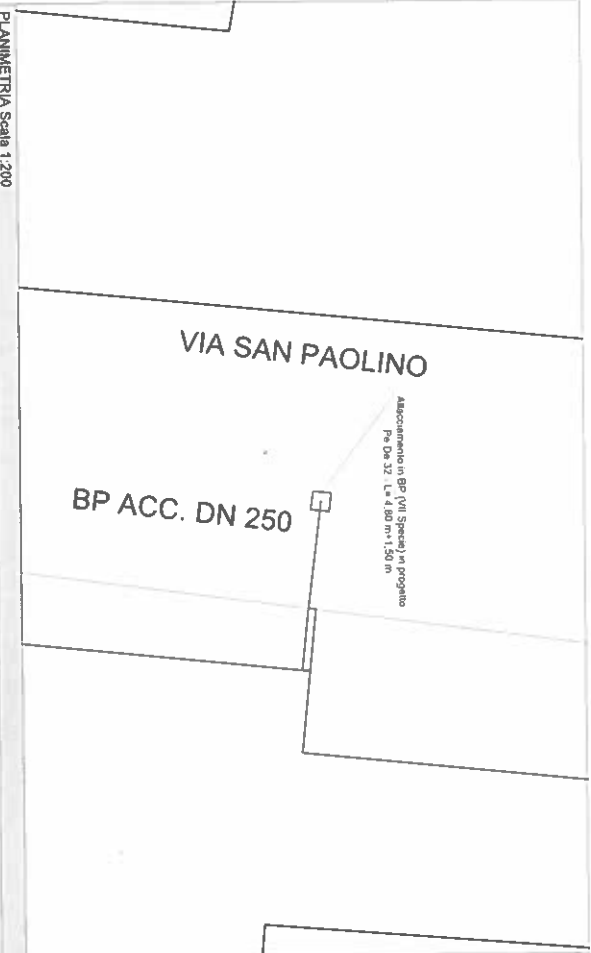 PLANIMETRIA Scala 1:200
VIA SAN PAOLINO
Allacciamento in BP (VII Specie) in progetto
Pe De 32 - L= 4,80 m+1,50 m
BP ACC. DN 250